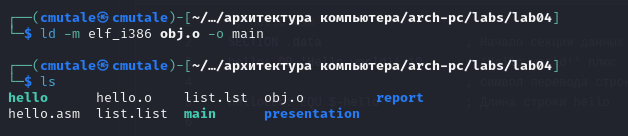 ┌──(cmutale㉿cmutale)-[~/…/архитектура компьютера/arch-pc/labs/lab04]
└─$ ld -m elf_i386 obj.o -o main
┌──(cmutale㉿cmutale)-[~/…/архитектура компьютера/arch-pc/labs/lab04]
└─$ ls
hello hello.o list.lst obj.o report
hello.asm list.list main presentation